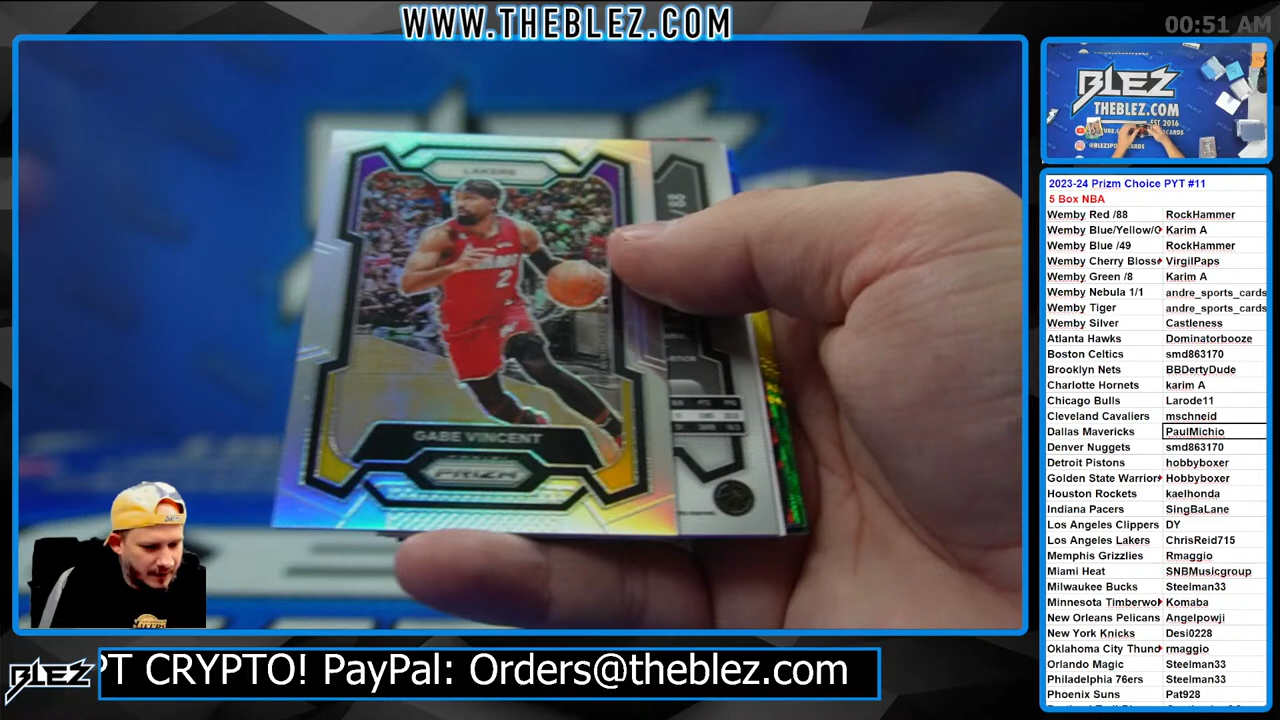 WWW.THEBLEZ.COM
00:51 AM
LAKERS
2
GABE VINCENT
PRIZM
88
BLEZ
THEBLEZ.COM
EST 2016
2023-24 Prizm Choice PYT #11
5 Box NBA
Wemby Red /88 RockHammer
Wemby Blue/Yellow/G Karim A
Wemby Blue /49 RockHammer
Wemby Cherry Bloss VirgilPaps
Wemby Green /8 Karim A
Wemby Nebula 1/1 andre_sports_cards
Wemby Tiger andre_sports_cards
Wemby Silver Castleness
Atlanta Hawks Dominatorbooze
Boston Celtics smd863170
Brooklyn Nets BBDertyDude
Charlotte Hornets karim A
Chicago Bulls Larode11
Cleveland Cavaliers mschneid
Dallas Mavericks PaulMichio
Denver Nuggets smd863170
Detroit Pistons hobbyboxer
Golden State Warrior Hobbyboxer
Houston Rockets kaelhonda
Indiana Pacers SingBaLane
Los Angeles Clippers DY
Los Angeles Lakers ChrisReid715
Memphis Grizzlies Rmaggio
Miami Heat SNBMusicgroup
Milwaukee Bucks Steelman33
Minnesota Timberwo Komaba
New Orleans Pelicans Angelpowji
New York Knicks Desi0228
Oklahoma City Thund rmaggio
Orlando Magic Steelman33
Philadelphia 76ers Steelman33
Phoenix Suns Pat928
BLEZ
PT CRYPTO! PayPal: Orders@theblez.com